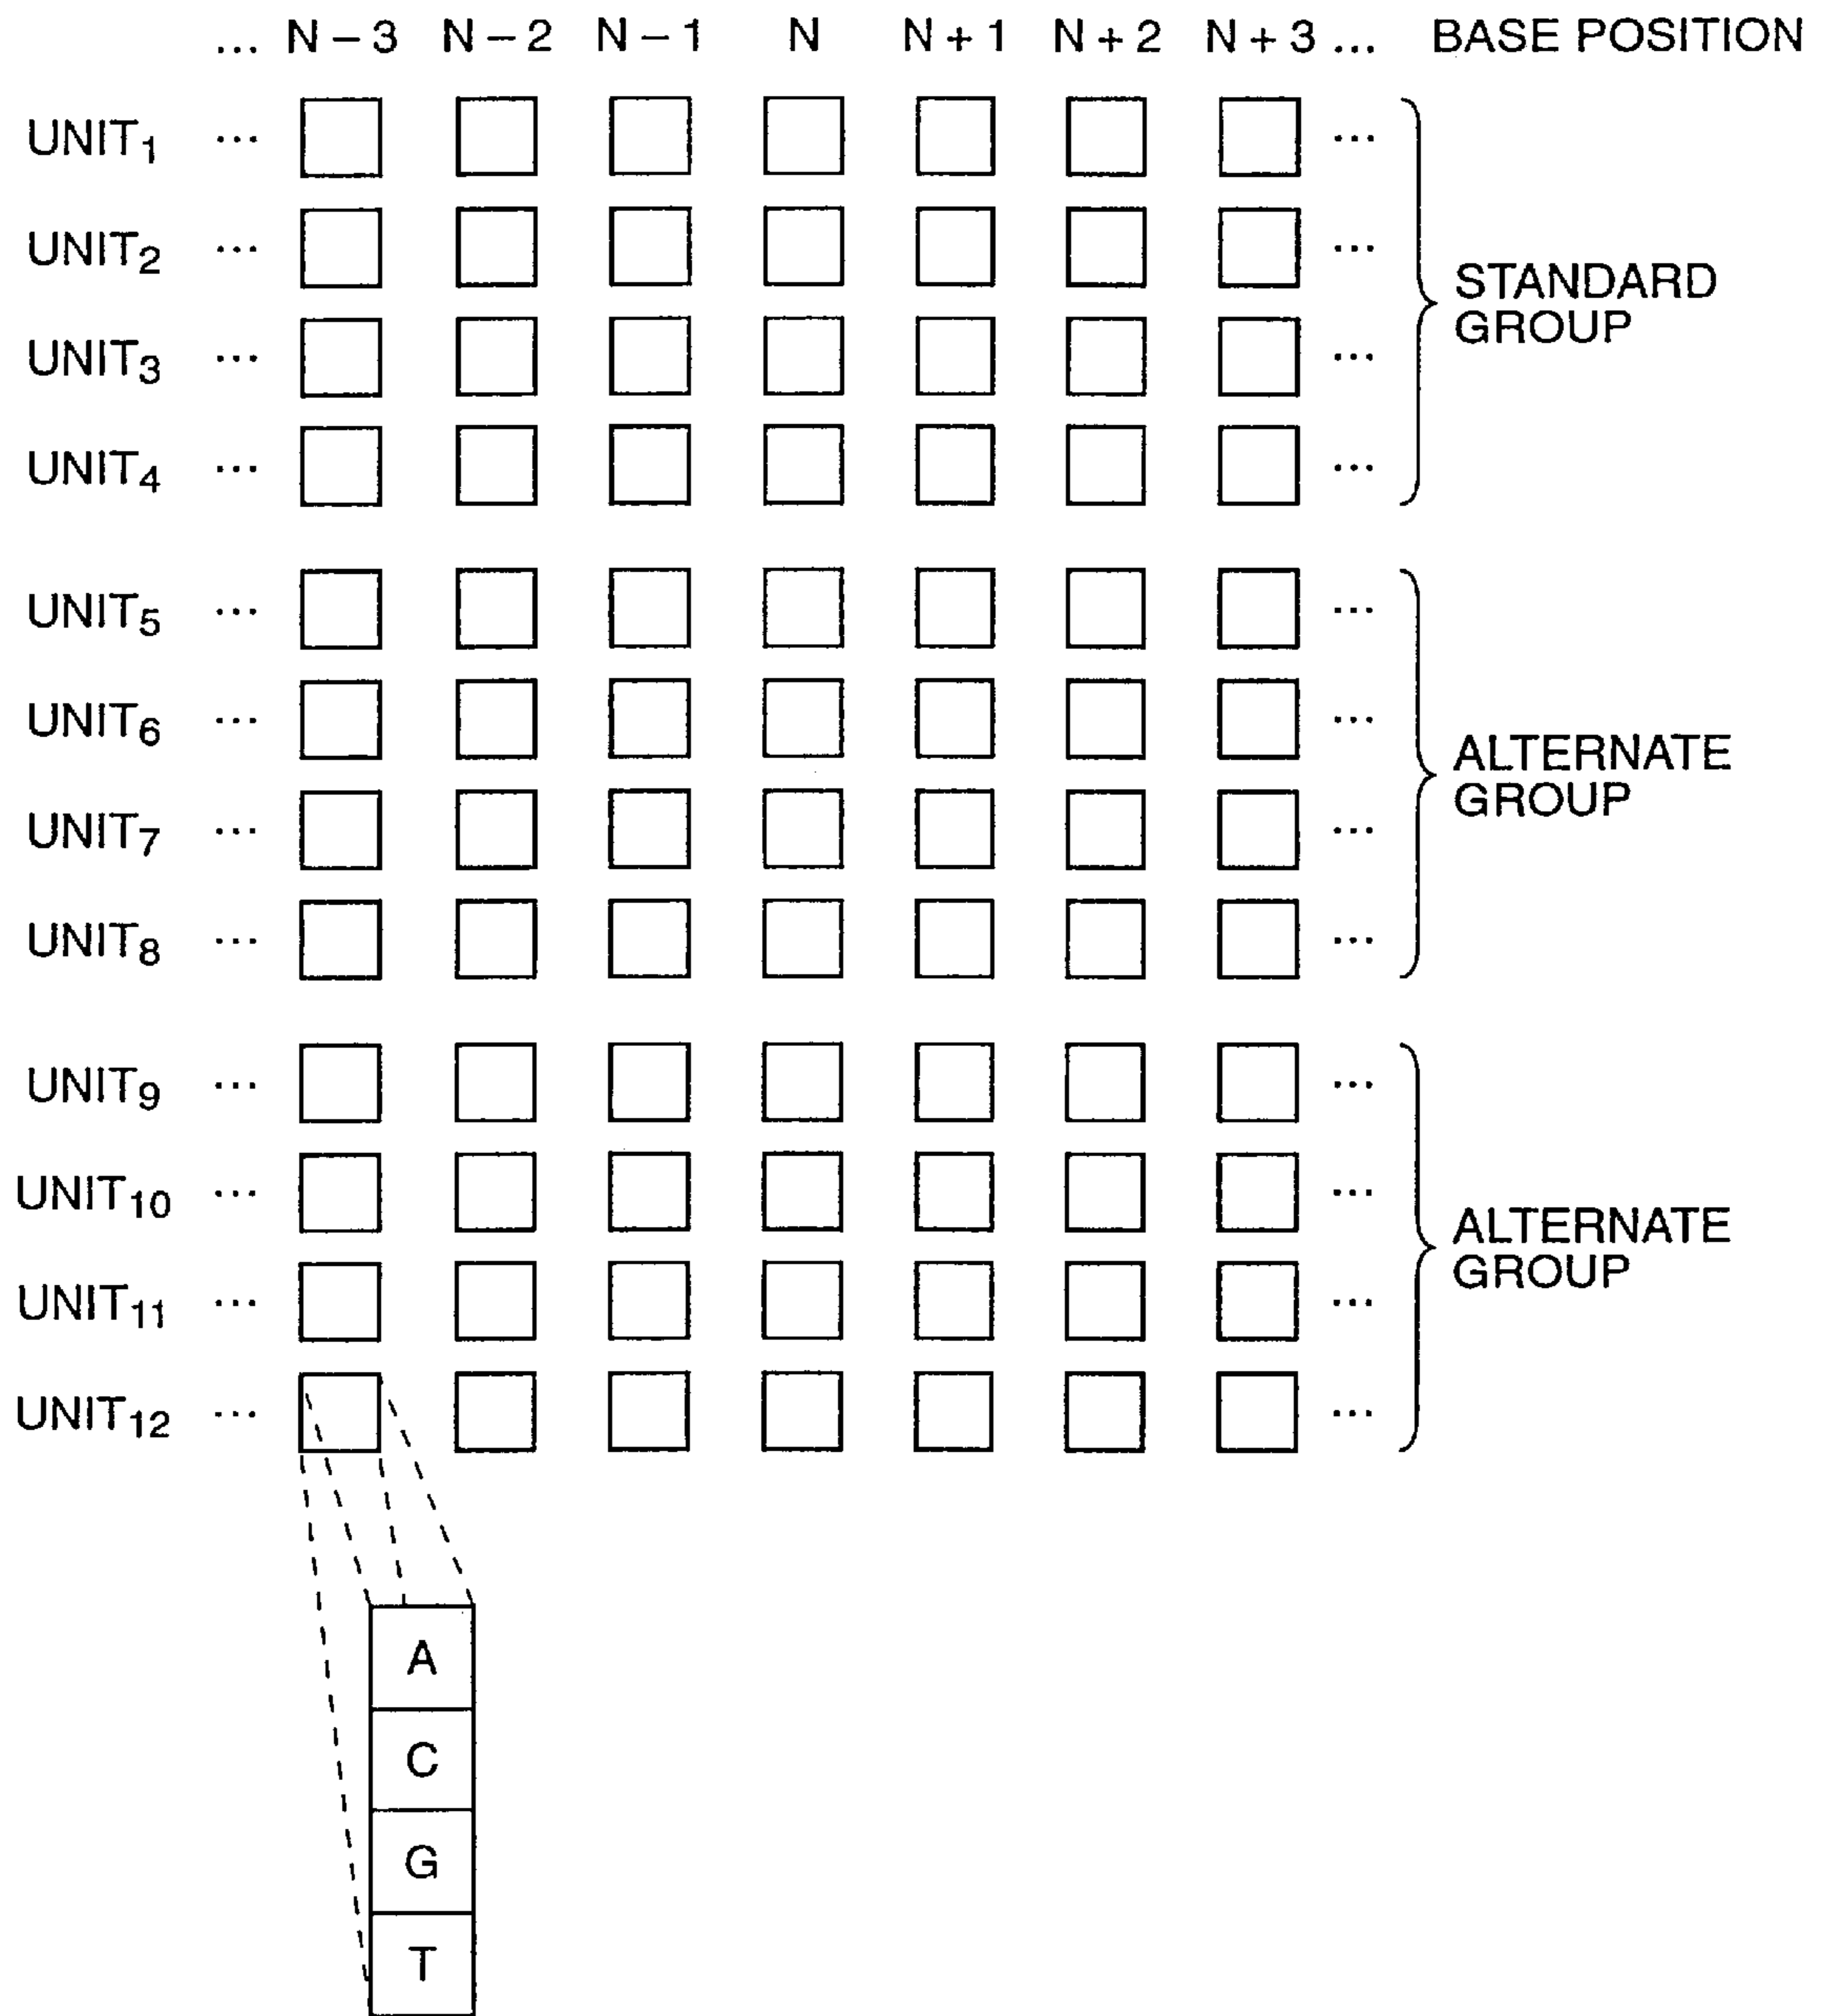 ... N – 3 N – 2 N – 1 N N + 1 N + 2 N + 3 ... BASE POSITION
UNIT1 ... ...
UNIT2 ... ...
UNIT3 ... ...
UNIT4 ... ...
STANDARD
GROUP
UNIT5 ... ...
UNIT6 ... ...
UNIT7 ... ...
UNIT8 ... ...
ALTERNATE
GROUP
UNIT9 ... ...
UNIT10 ... ...
UNIT11 ... ...
UNIT12 ... ...
ALTERNATE
GROUP
A
C
G
T